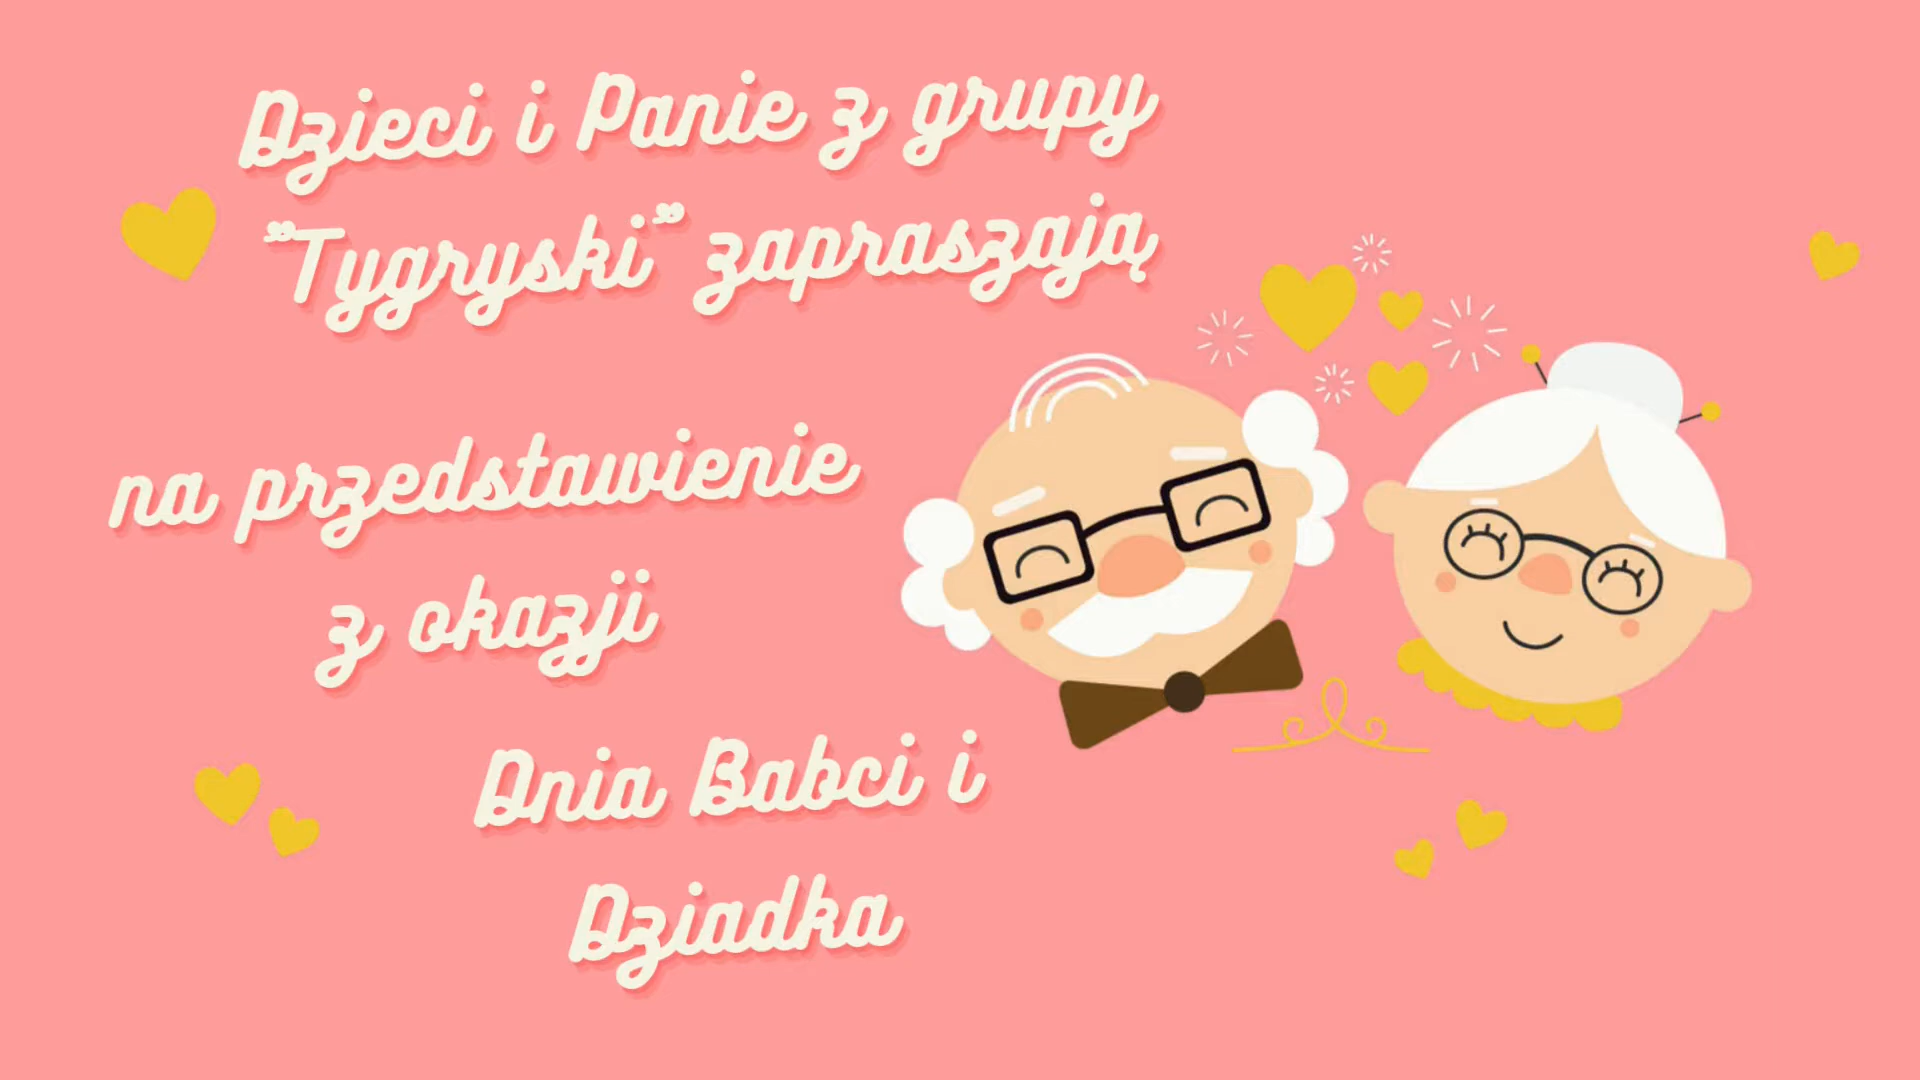 Dzieci i Panie z grupy
"Tygryski" zapraszają
na przedstawienie
z okazji
Dnia Babci i
Dziadka